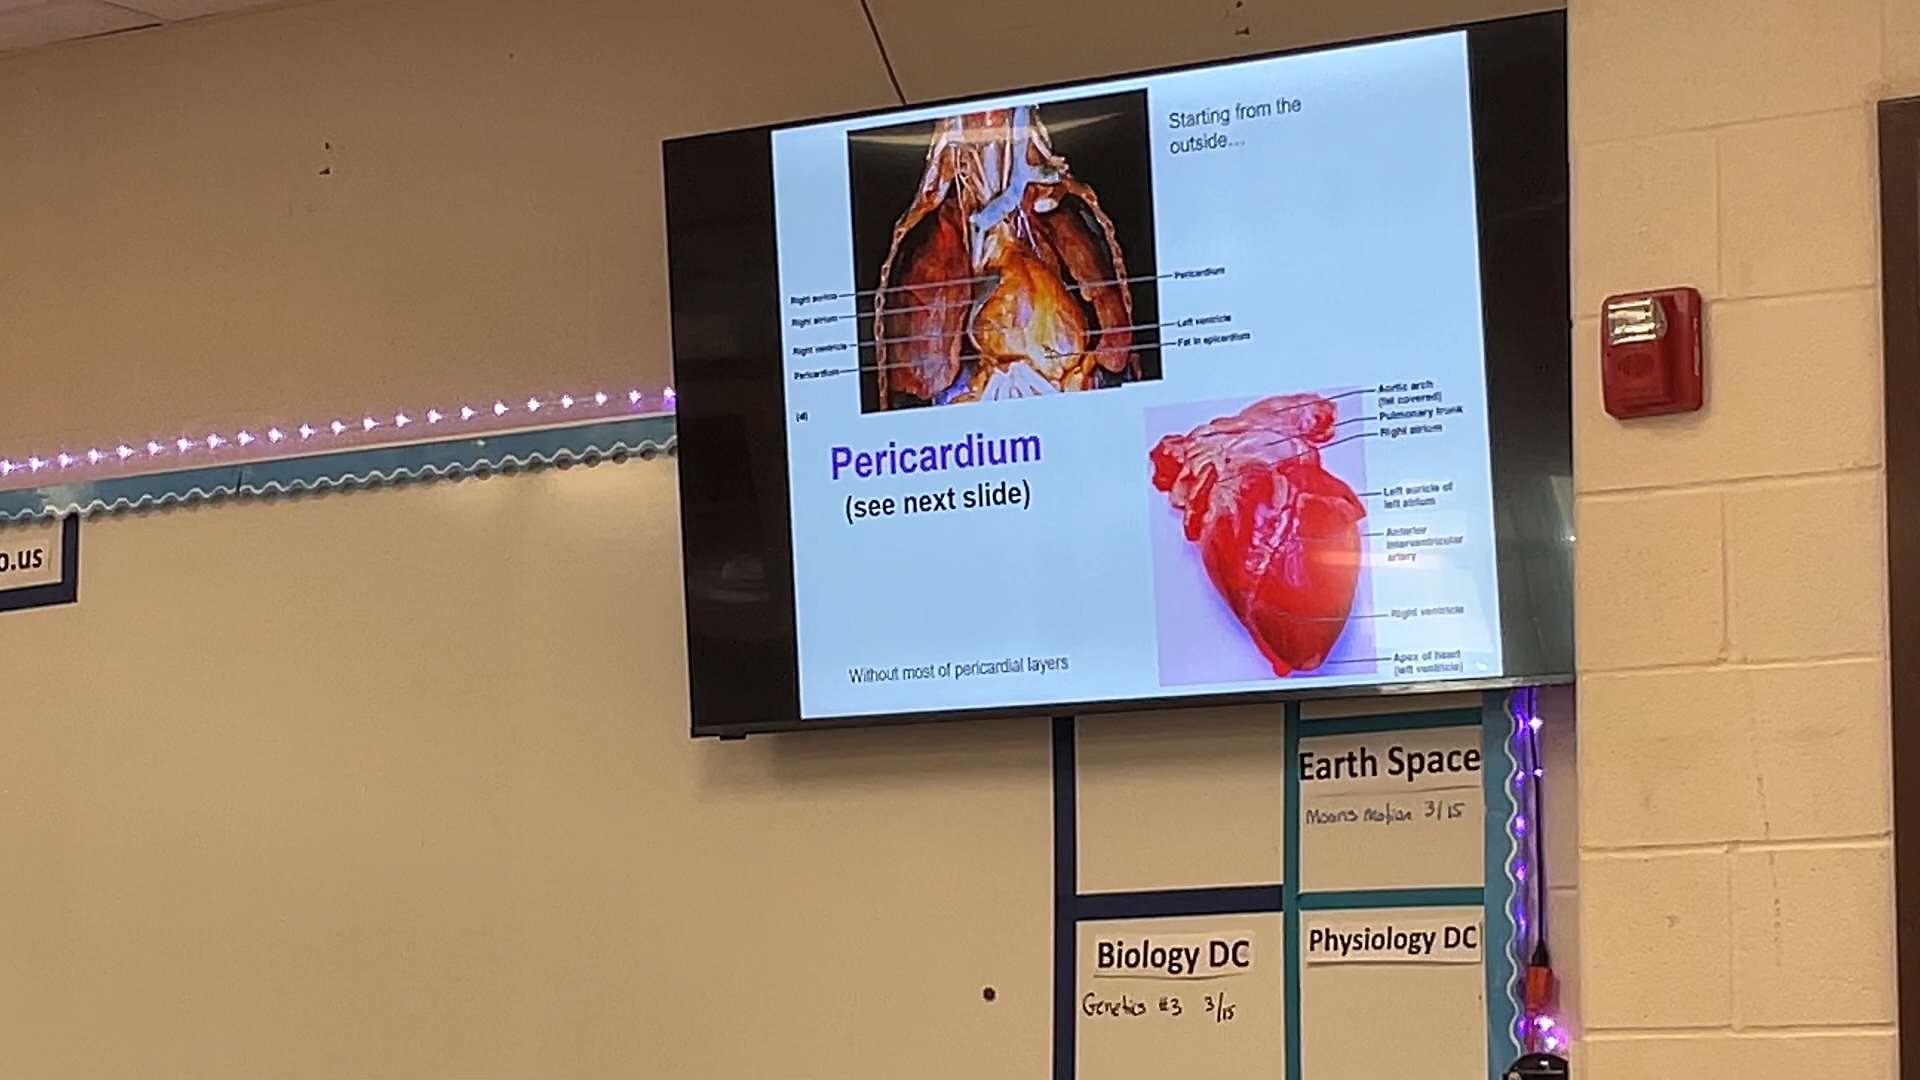 Starting from the
outside...
Right auricle
Right atrium
Right ventricle
Pericardium
Pericardium
Left ventricle
Fat in epicardium
(d)
Pericardium
(see next slide)
Aortic arch
(fat covered)
Pulmonary trunk
Right atrium
Left auricle of
left atrium
Anterior
interventricular
artery
Right ventricle
Apex of heart
(left ventricle)
Without most of pericardial layers
o.us
Earth Space
Moons Motion 3/15
Biology DC
Genetics #3 3/15
Physiology DC